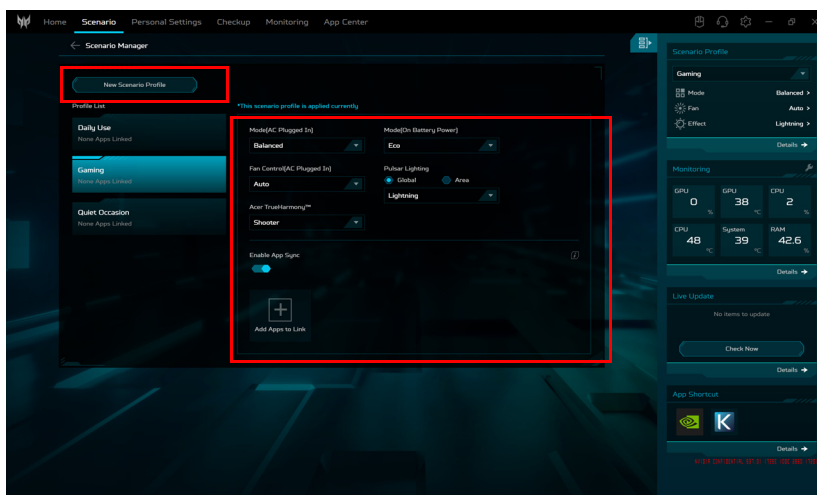 Home Scenario Personal Settings Checkup Monitoring App Center
Scenario Manager
New Scenario Profile
Profile List
Daily Use
None Apps Linked
Gaming
None Apps Linked
Quiet Occasion
None Apps Linked
*This scenario profile is applied currently
Mode(AC Plugged In) Mode(On Battery Power)
Balanced Eco
Fan Control(AC Plugged In) Pulsar Lighting
Auto Global Area
Lightning
Acer TrueHarmony™
Shooter
Enable App Sync
Add Apps to Link
Scenario Profile
Gaming
Mode Balanced >
Fan Auto >
Effect Lightning >
Details →
Monitoring
GPU GPU CPU
0 % 38 °C 2 %
CPU System RAM
48 °C 39 °C 42.6 %
Details →
Live Update
No items to update
Check Now
Details →
App Shortcut
K
Details →